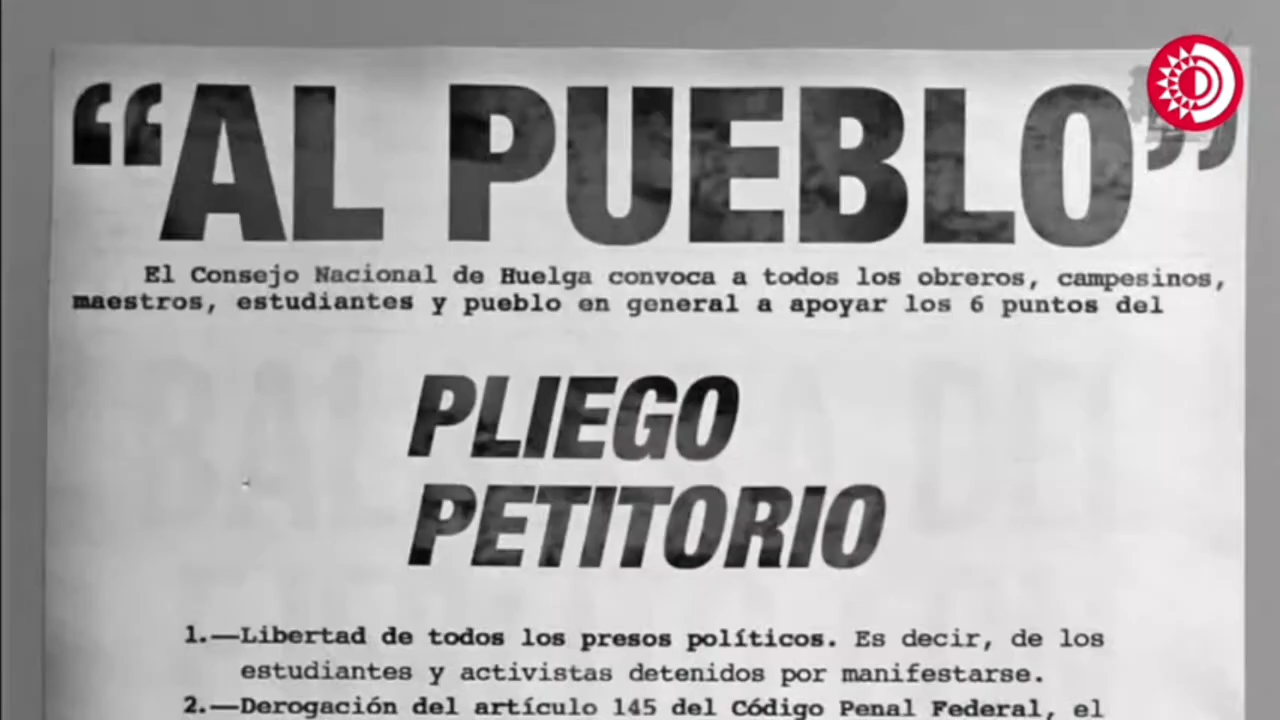 “AL PUEBLO”
El Consejo Nacional de Huelga convoca a todos los obreros, campesinos,
maestros, estudiantes y pueblo en general a apoyar los 6 puntos del
PLIEGO
PETITORIO
1.—Libertad de todos los presos políticos. Es decir, de los
estudiantes y activistas detenidos por manifestarse.
2.—Derogación del artículo 145 del Código Penal Federal, el